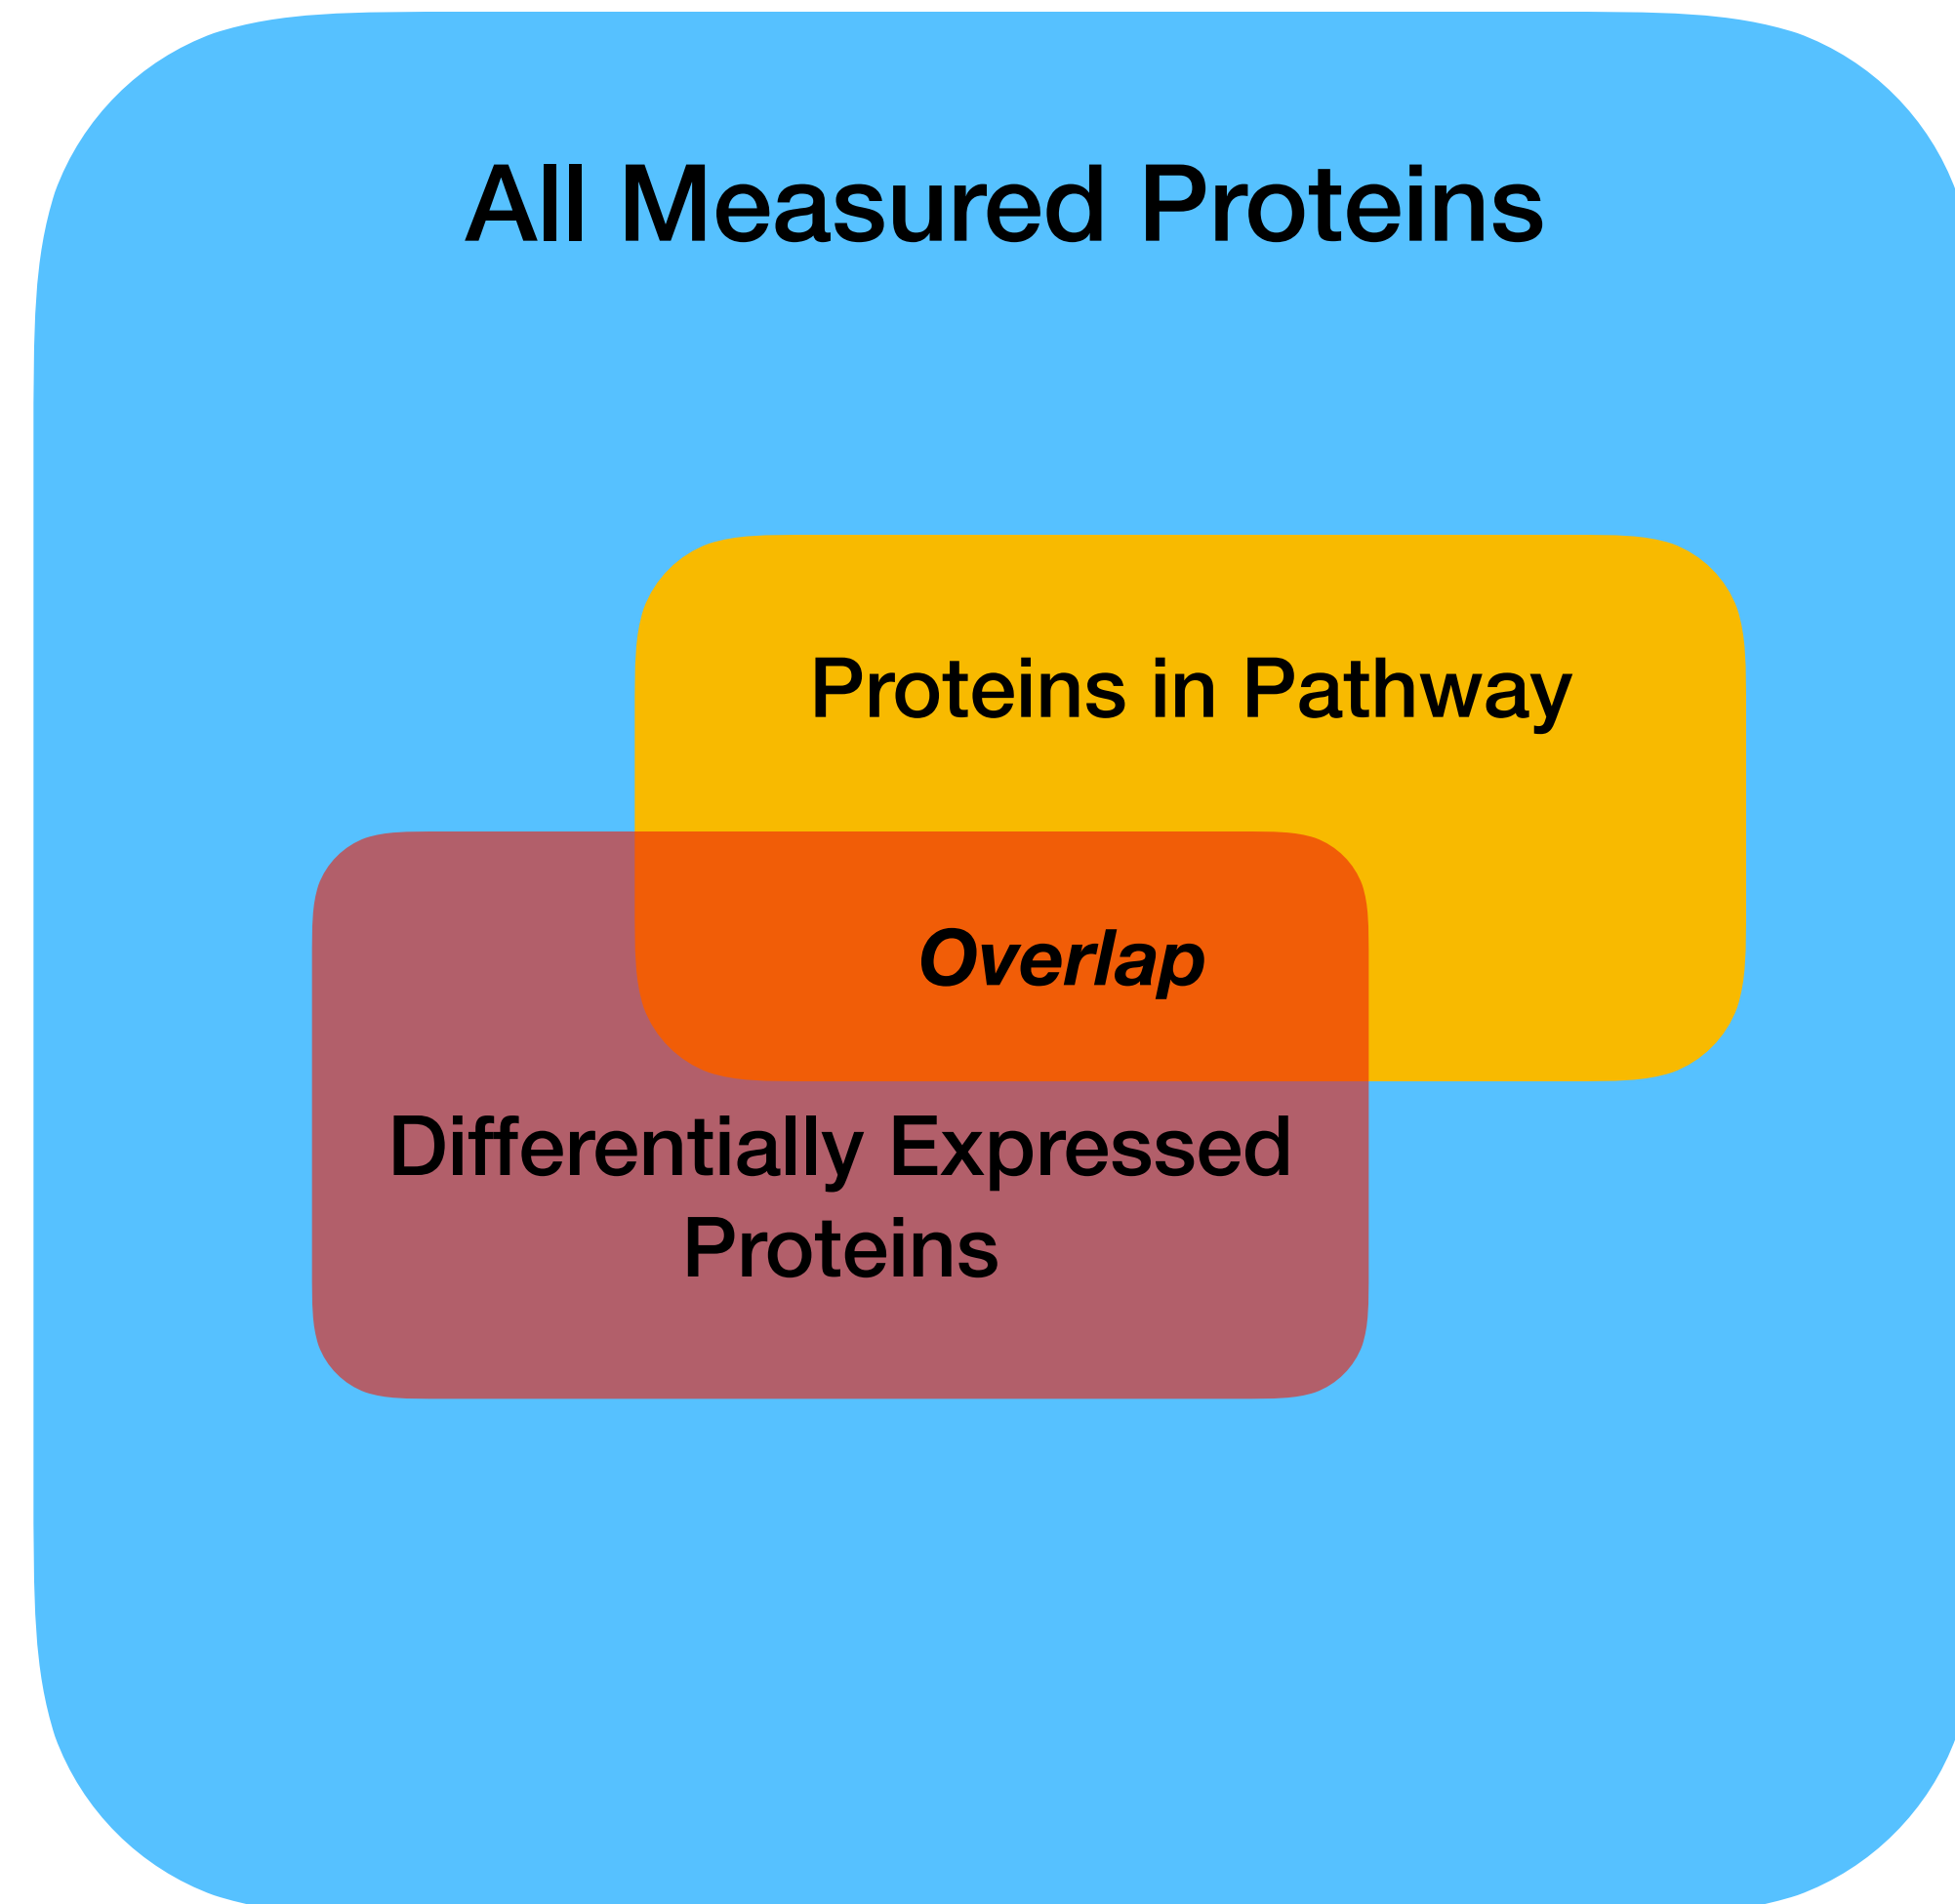 All Measured Proteins
Proteins in Pathway
Overlap
Differentially Expressed
Proteins